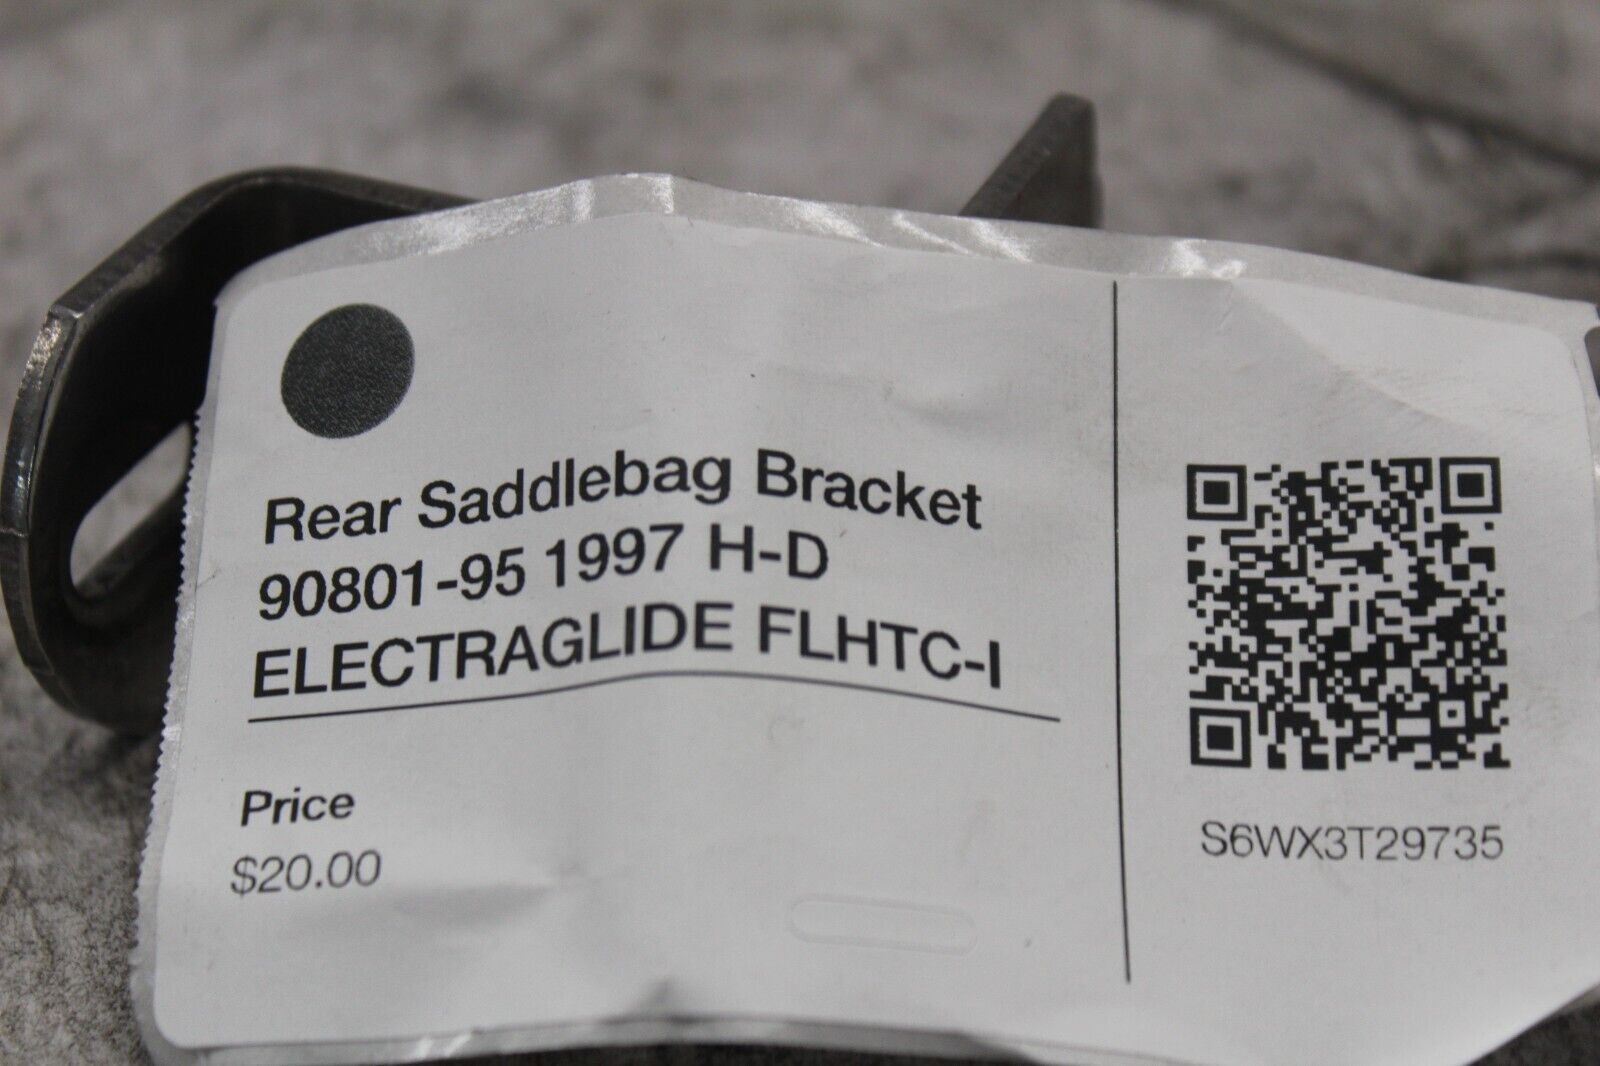 Rear Saddlebag Bracket
90801-95 1997 H-D
ELECTRAGLIDE FLHTC-I
Price
$20.00
S6WX3T29735